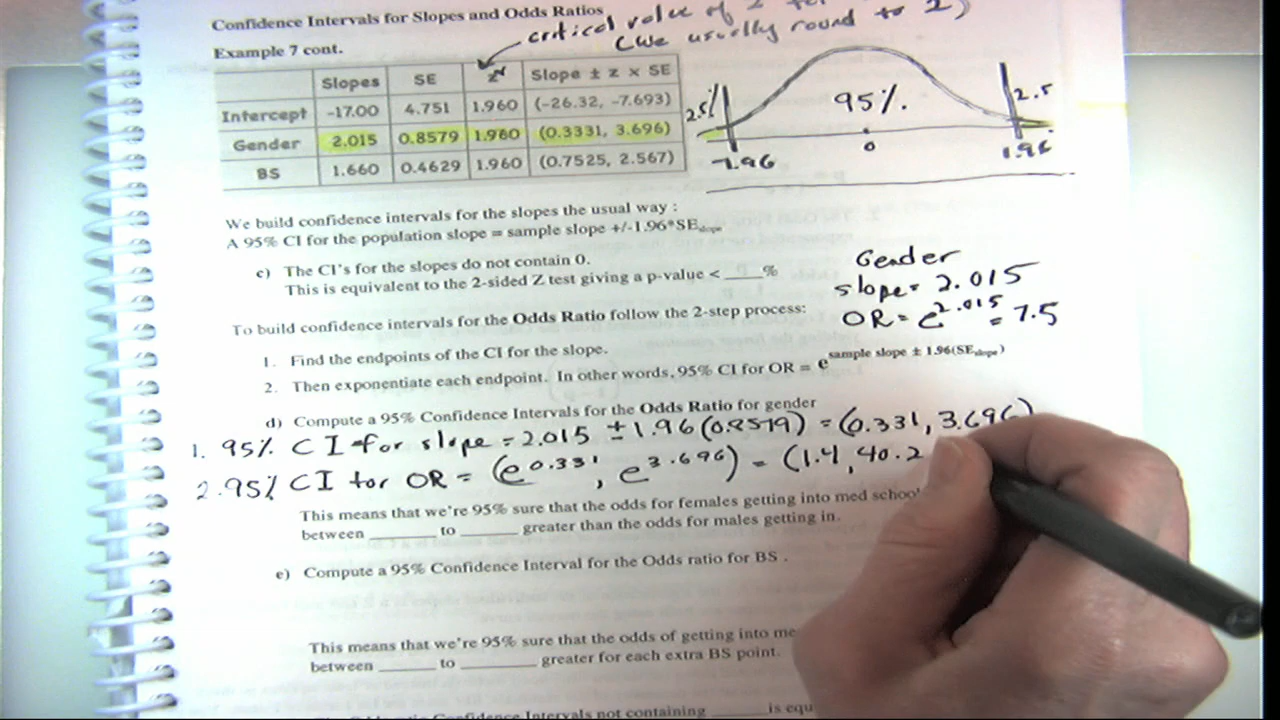 Confidence Intervals for Slopes and Odds Ratios
critical value of Z
(we usually round to 2)
Example 7 cont.
Slopes SE Z* Slope ± z x SE
Intercept -17.00 4.751 1.960 (-26.32, -7.693)
Gender 2.015 0.8579 1.960 (0.3331, 3.696)
BS 1.660 0.4629 1.960 (0.7525, 2.567)
95%
2.5
0
-1.96
1.96
We build confidence intervals for the slopes the usual way :
A 95% CI for the population slope = sample slope +/-1.96*SEslope
c) The CI's for the slopes do not contain 0.
This is equivalent to the 2-sided Z test giving a p-value < ____%
Gender
slope = 2.015
OR = e^2.015 = 7.5
To build confidence intervals for the Odds Ratio follow the 2-step process:
1. Find the endpoints of the CI for the slope.
2. Then exponentiate each endpoint. In other words, 95% CI for OR = e^sample slope ± 1.96(SEslope)
d) Compute a 95% Confidence Intervals for the Odds Ratio for gender
1. 95% CI for slope = 2.015 ± 1.96(0.8579) = (0.331, 3.696)
2. 95% CI for OR = (e^0.331, e^3.696) = (1.4, 40.2
This means that we're 95% sure that the odds for females getting into med school
between ______ to ______ greater than the odds for males getting in.
e) Compute a 95% Confidence Interval for the Odds ratio for BS .
This means that we're 95% sure that the odds of getting into me
between ______ to ______ greater for each extra BS point.
Confidence Intervals not containing ______ is equ